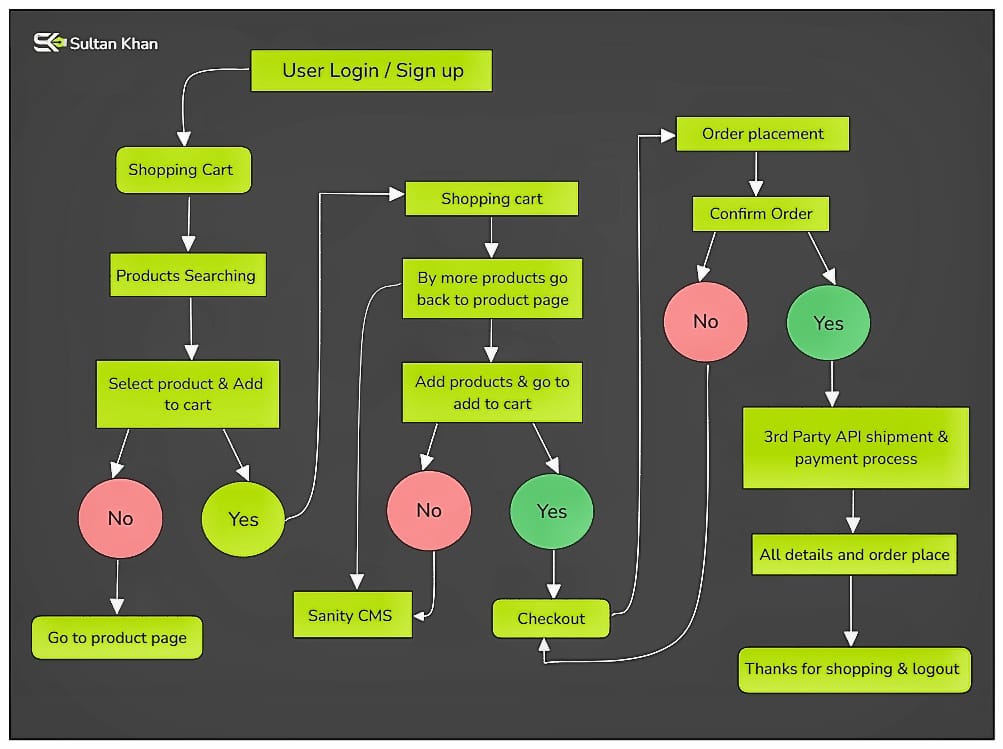 Sultan Khan
User Login / Sign up
Shopping Cart
Products Searching
Select product & Add
to cart
No
Yes
Go to product page
Shopping cart
By more products go
back to product page
Add products & go to
add to cart
No
Yes
Sanity CMS
Checkout
Order placement
Confirm Order
No
Yes
3rd Party API shipment &
payment process
All details and order place
Thanks for shopping & logout